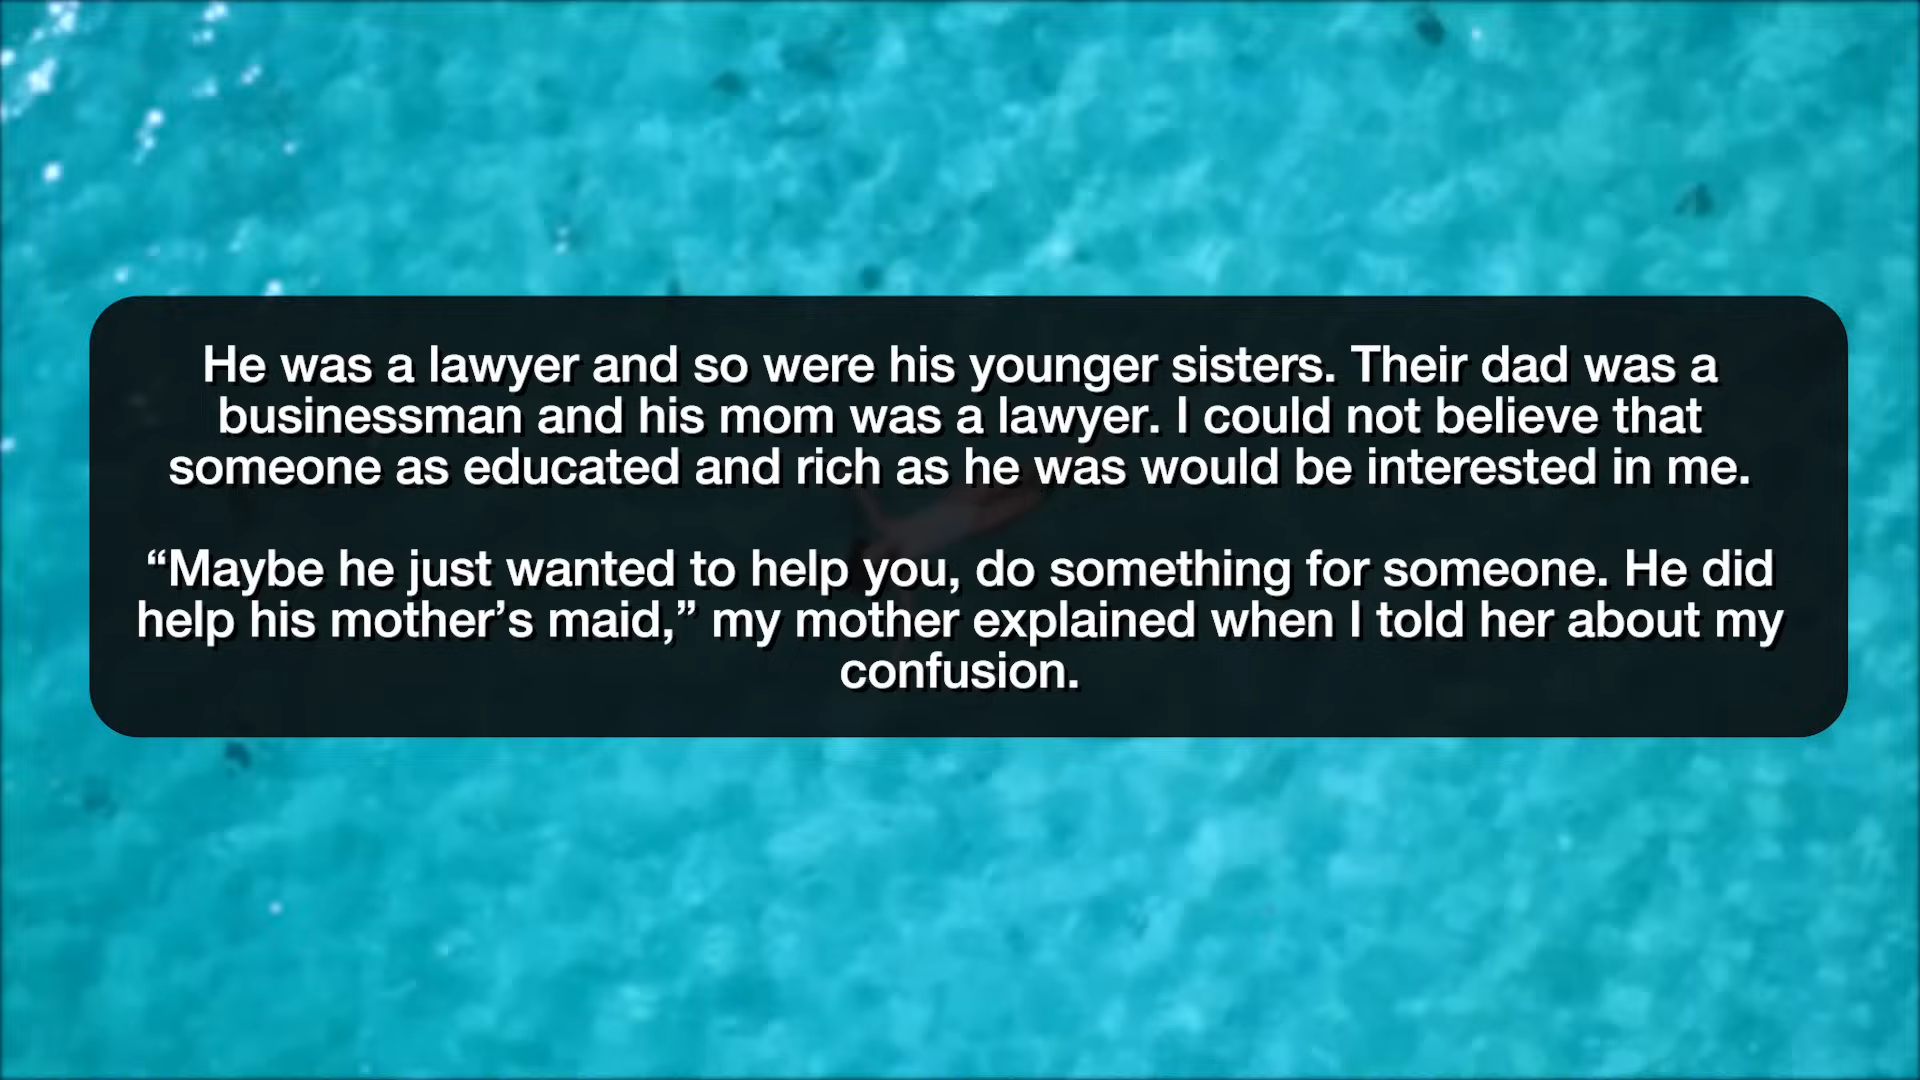 He was a lawyer and so were his younger sisters. Their dad was a
businessman and his mom was a lawyer. I could not believe that
someone as educated and rich as he was would be interested in me.
“Maybe he just wanted to help you, do something for someone. He did
help his mother’s maid,” my mother explained when I told her about my
confusion.